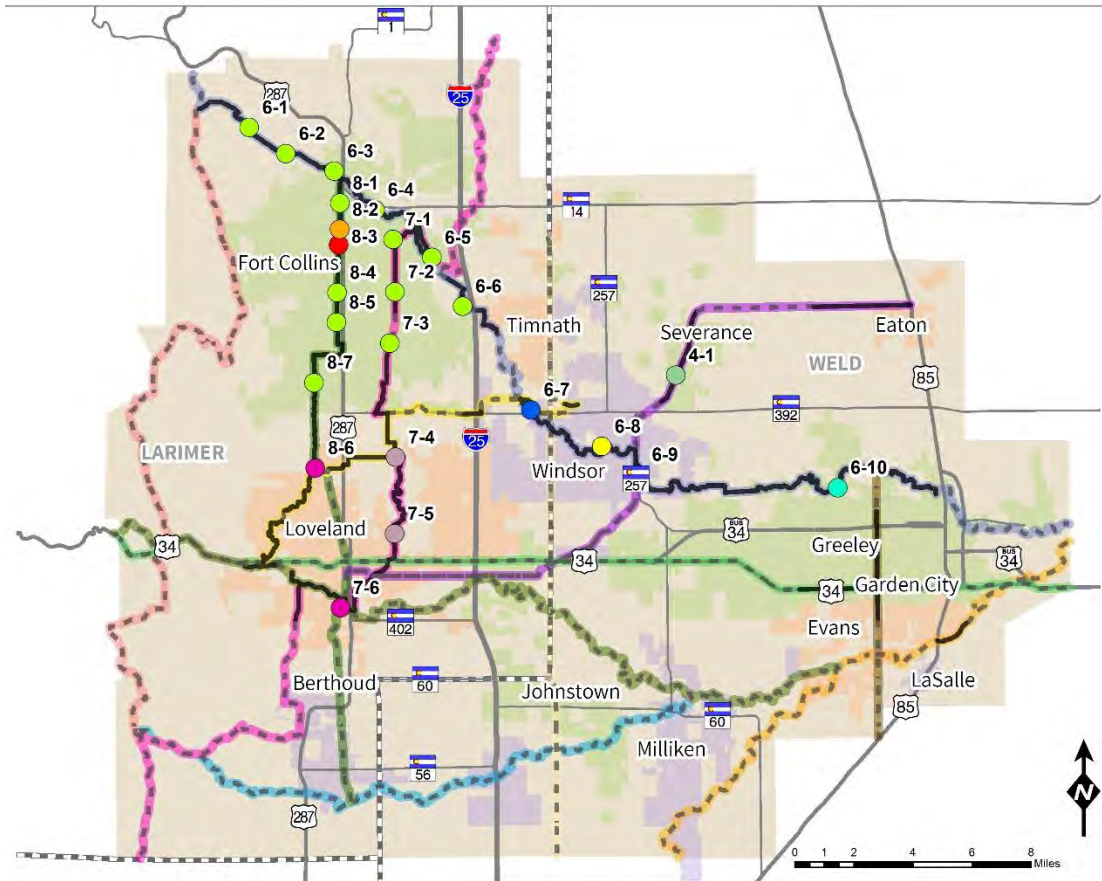 1
287
25
6-1
6-2
6-3
8-1
6-4
8-2
14
7-1
8-3
6-5
Fort Collins
7-2
8-4
257
6-6
8-5
Timnath
7-3
Severance
Eaton
4-1
WELD
8-7
85
6-7
392
287
7-4
6-8
25
LARIMER
8-6
6-9
Windsor
6-10
257
7-5
Loveland
BUS
34
34
Greeley
BUS
34
34
7-6
Garden City
34
402
Evans
60
Berthoud
Johnstown
LaSalle
60
85
Milliken
56
287
N
0 1 2 4 6 8
Miles